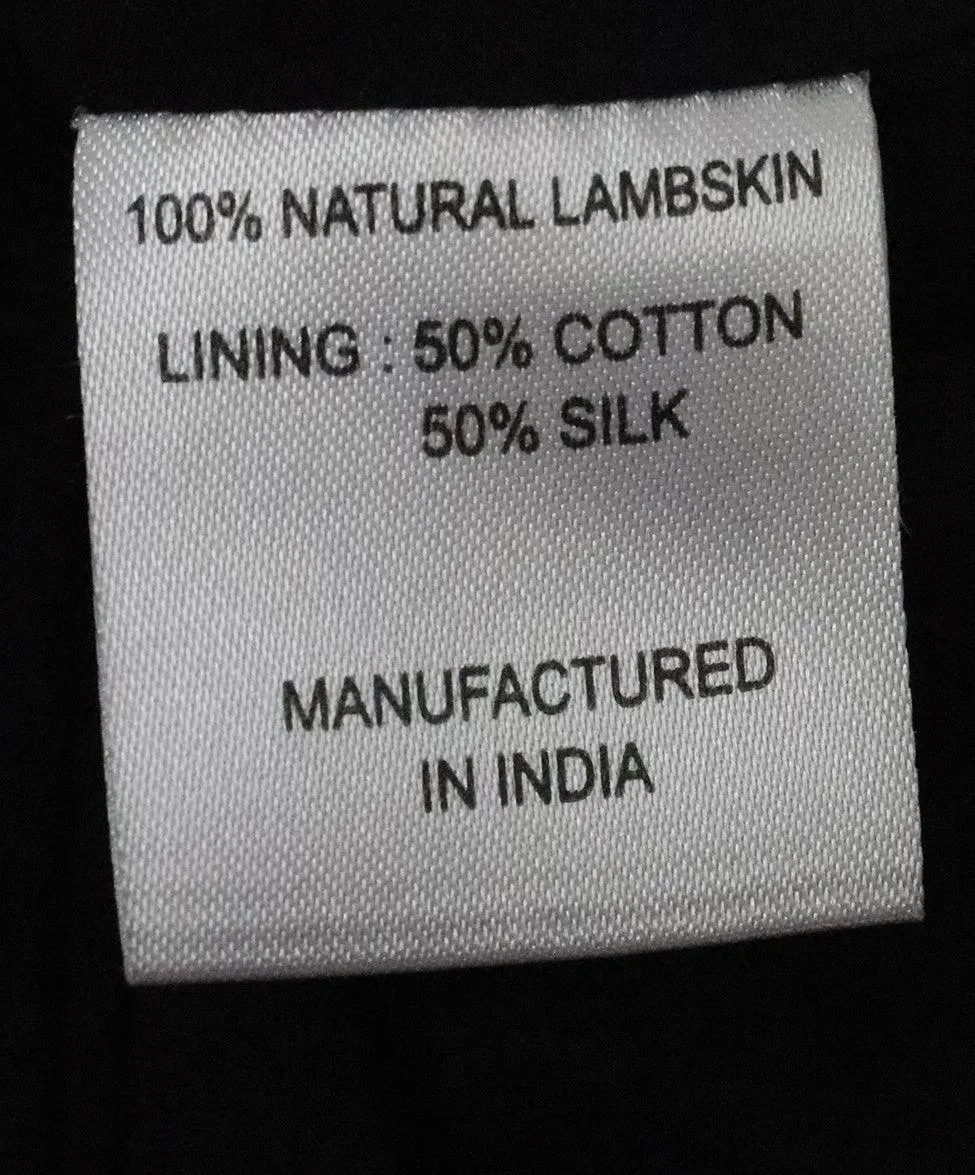 100% NATURAL LAMBSKIN
LINING : 50% COTTON
50% SILK
MANUFACTURED
IN INDIA